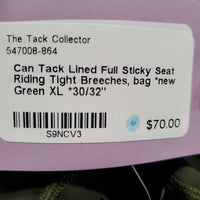 The Tack Collector
547008-864
Can Tack Lined Full Sticky Seat
Riding Tight Breeches, bag *new
Green XL *30/32"
S9NCV3
$70.00